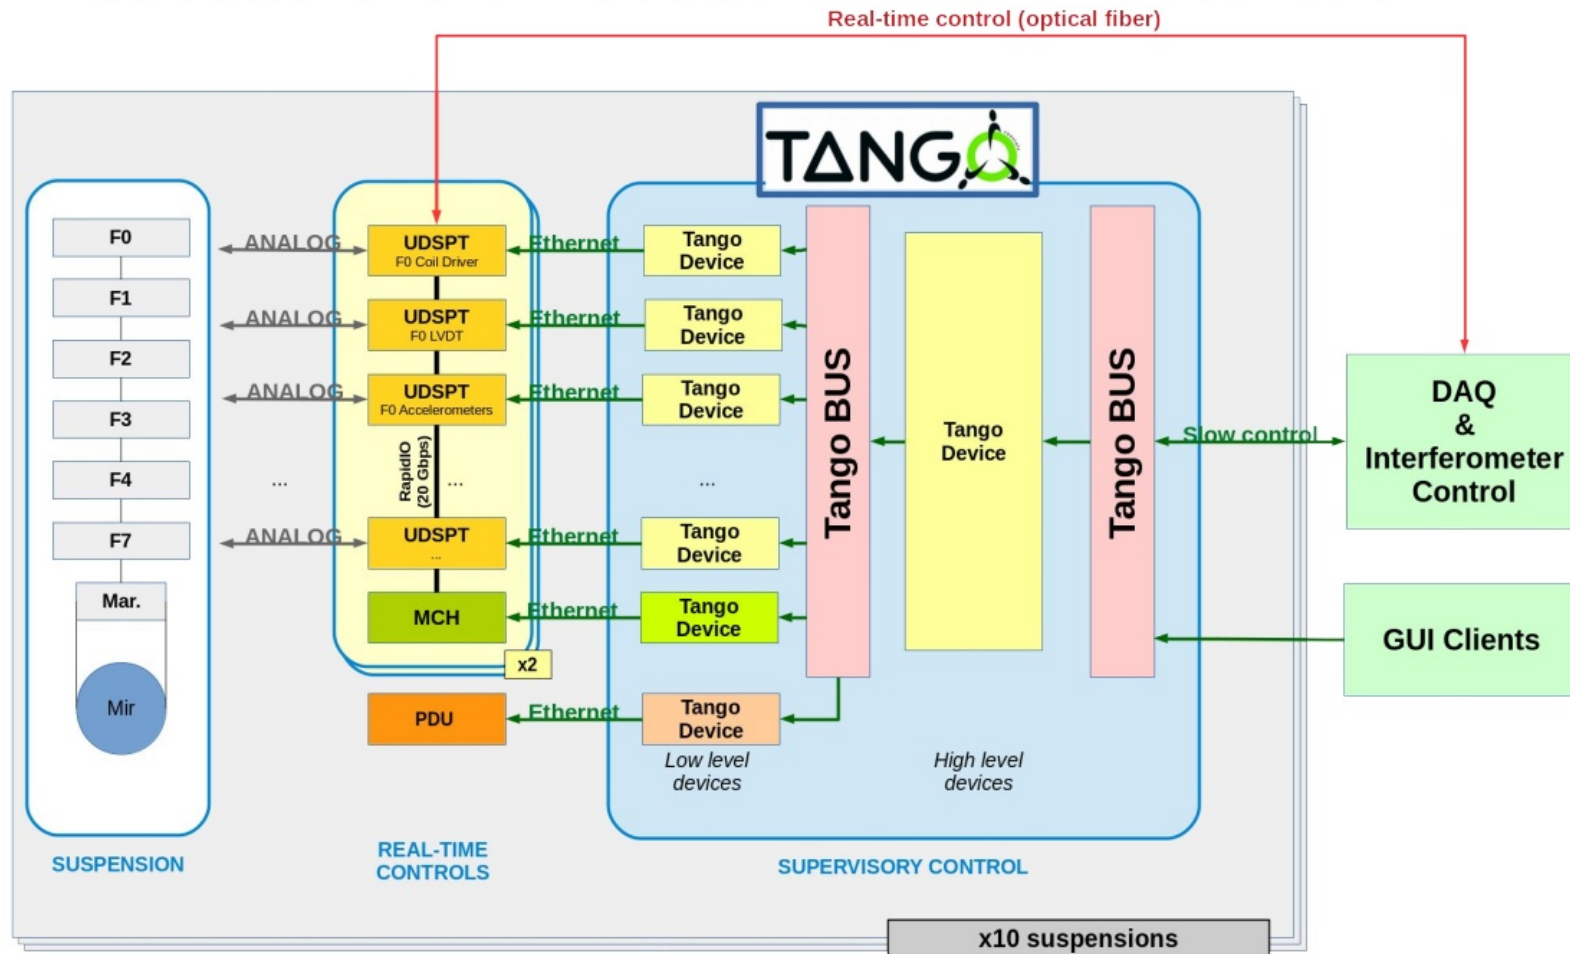 Real-time control (optical fiber)
TANGO
F0
F1
F2
F3
F4
F7
Mar.
Mir
SUSPENSION
ANALOG
ANALOG
ANALOG
...
ANALOG
UDSPT
F0 Coil Driver
UDSPT
F0 LVDT
UDSPT
F0 Accelerometers
RapidIO
(20 Gbps)
...
UDSPT
...
MCH
x2
PDU
REAL-TIME
CONTROLS
Ethernet
Ethernet
Ethernet
Ethernet
Ethernet
Ethernet
Tango
Device
Tango
Device
Tango
Device
...
Tango
Device
Tango
Device
Tango
Device
Low level
devices
Tango BUS
Tango
Device
High level
devices
Tango BUS
SUPERVISORY CONTROL
Slow control
DAQ
&
Interferometer
Control
GUI Clients
x10 suspensions